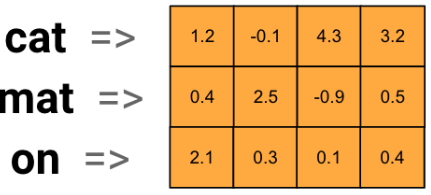 cat => 1.2 -0.1 4.3 3.2
mat => 0.4 2.5 -0.9 0.5
on => 2.1 0.3 0.1 0.4